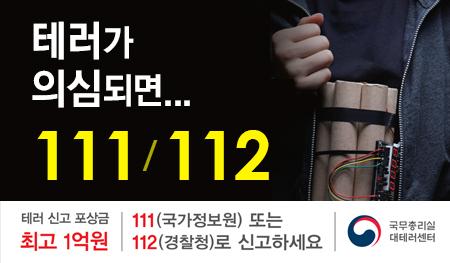 테러가
의심되면...
111 / 112
테러 신고 포상금
최고 1억원
111(국가정보원) 또는
112(경찰청)로 신고하세요
국무총리실
대테러센터